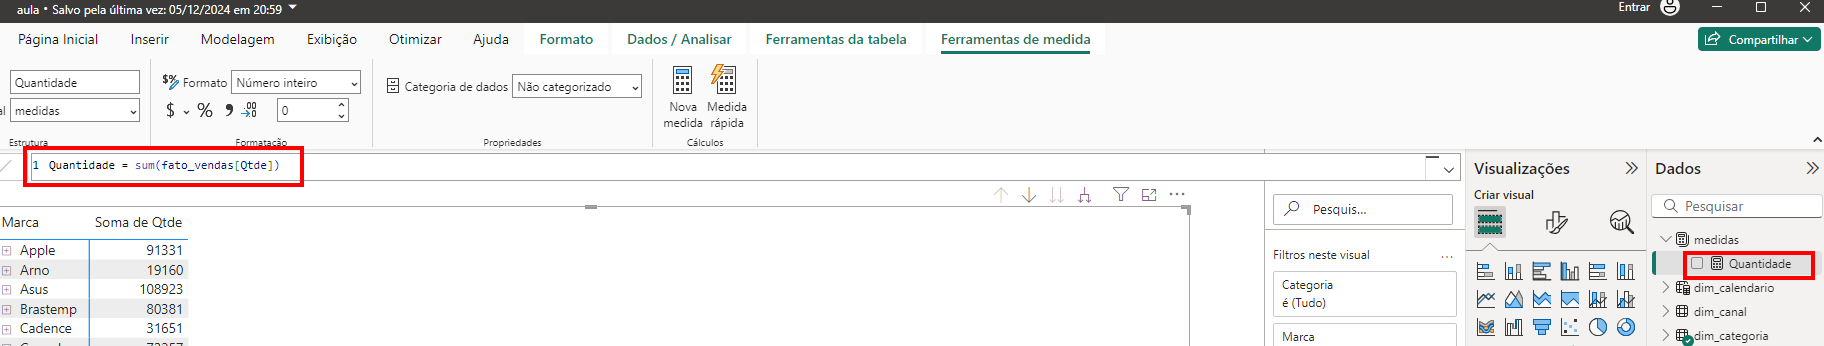 aula • Salvo pela última vez: 05/12/2024 em 20:59
Entrar
Página Inicial Inserir Modelagem Exibição Otimizar Ajuda Formato Dados / Analisar Ferramentas da tabela Ferramentas de medida
Compartilhar
Quantidade
$% Formato Número inteiro
Categoria de dados Não categorizado
al medidas
$ % 9 .00 0
Nova medida
Medida rápida
Estrutura Formatação Propriedades Cálculos
1 Quantidade = sum(fato_vendas[Qtde])
Marca Soma de Qtde
Apple 91331
Arno 19160
Asus 108923
Brastemp 80381
Cadence 31651
Pesquis...
Filtros neste visual ...
Categoria
é (Tudo)
Marca
Visualizações
Criar visual
Dados
Pesquisar
medidas
Quantidade
dim_calendario
dim_canal
dim_categoria